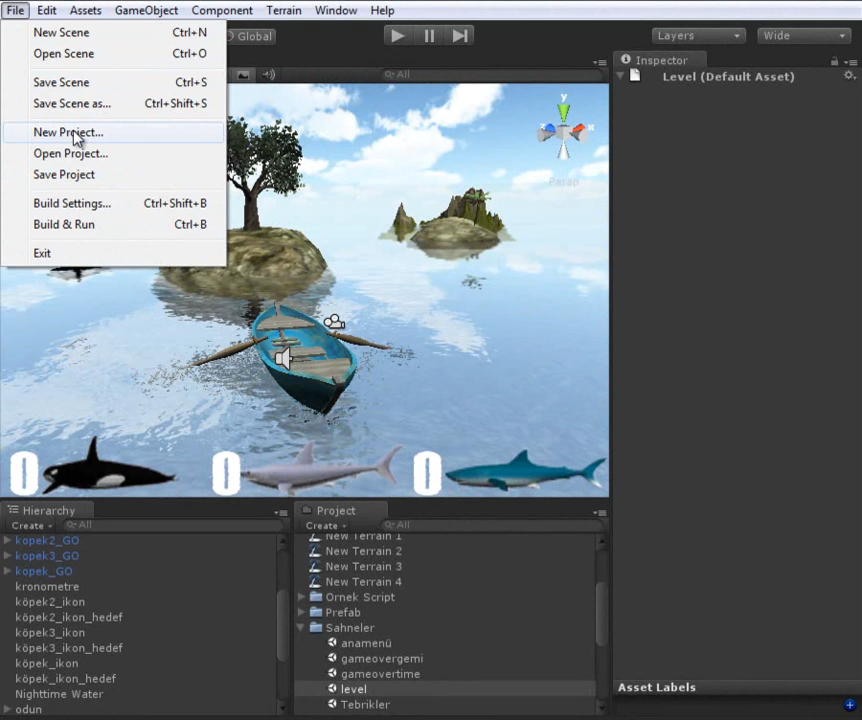 File Edit Assets GameObject Component Terrain Window Help
New Scene Ctrl+N
Open Scene Ctrl+O
Save Scene Ctrl+S
Save Scene as... Ctrl+Shift+S
New Project...
Open Project...
Save Project
Build Settings... Ctrl+Shift+B
Build & Run Ctrl+B
Exit
Global
Layers
Wide
All
Inspector
Level (Default Asset)
y
z x
Persp
0 0 0
Hierarchy
Create All
kopek2_GO
kopek3_GO
kopek_GO
kronometre
köpek2_ikon
köpek2_ikon_hedef
köpek3_ikon
köpek3_ikon_hedef
köpek_ikon
köpek_ikon_hedef
Nighttime Water
odun
Project
Create All
New Terrain 1
New Terrain 2
New Terrain 3
New Terrain 4
Ornek Script
Prefab
Sahneler
anamenü
gameovergemi
gameovertime
level
Tebrikler
Asset Labels